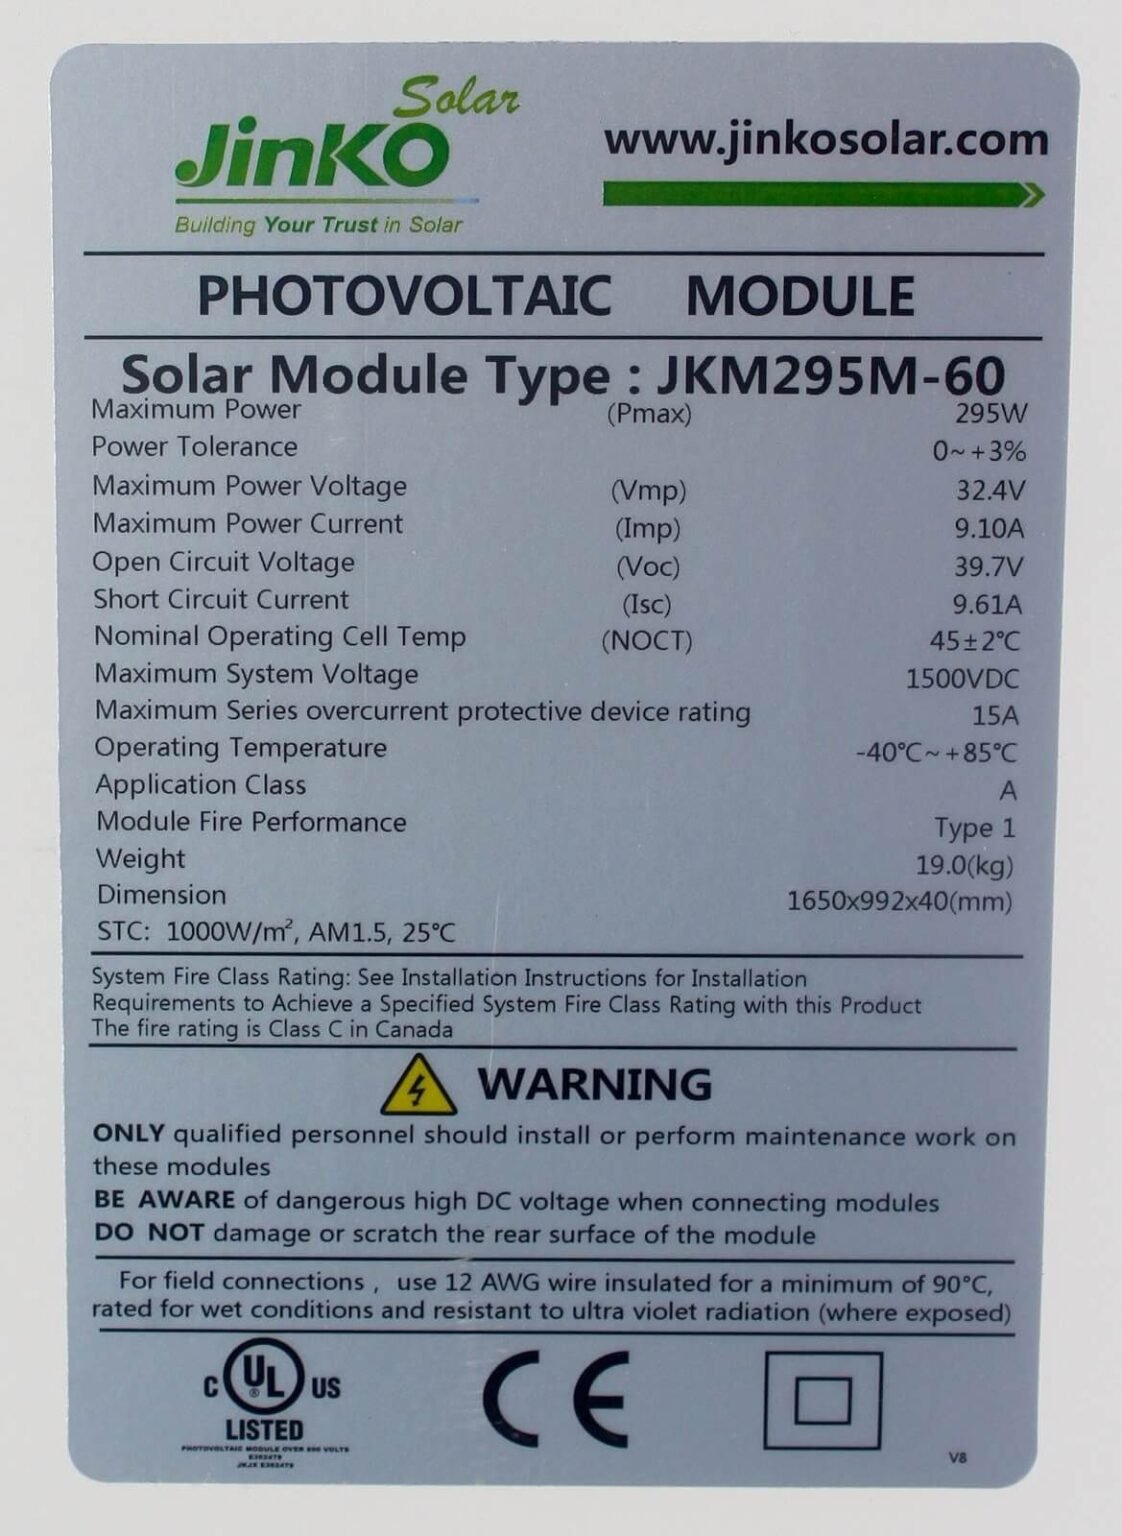 JinKO Solar
www.jinkosolar.com
Building Your Trust in Solar
PHOTOVOLTAIC MODULE
Solar Module Type : JKM295M-60
Maximum Power (Pmax) 295W
Power Tolerance 0~+3%
Maximum Power Voltage (Vmp) 32.4V
Maximum Power Current (Imp) 9.10A
Open Circuit Voltage (Voc) 39.7V
Short Circuit Current (Isc) 9.61A
Nominal Operating Cell Temp (NOCT) 45±2℃
Maximum System Voltage 1500VDC
Maximum Series overcurrent protective device rating 15A
Operating Temperature -40℃~+85℃
Application Class A
Module Fire Performance Type 1
Weight 19.0(kg)
Dimension 1650x992x40(mm)
STC: 1000W/m², AM1.5, 25℃
System Fire Class Rating: See Installation Instructions for Installation
Requirements to Achieve a Specified System Fire Class Rating with this Product
The fire rating is Class C in Canada
WARNING
ONLY qualified personnel should install or perform maintenance work on
these modules
BE AWARE of dangerous high DC voltage when connecting modules
DO NOT damage or scratch the rear surface of the module
For field connections , use 12 AWG wire insulated for a minimum of 90°C,
rated for wet conditions and resistant to ultra violet radiation (where exposed)
C UL ® US
LISTED
PHOTOVOLTAIC MODULE OVER 600 VOLTS
CE
V8